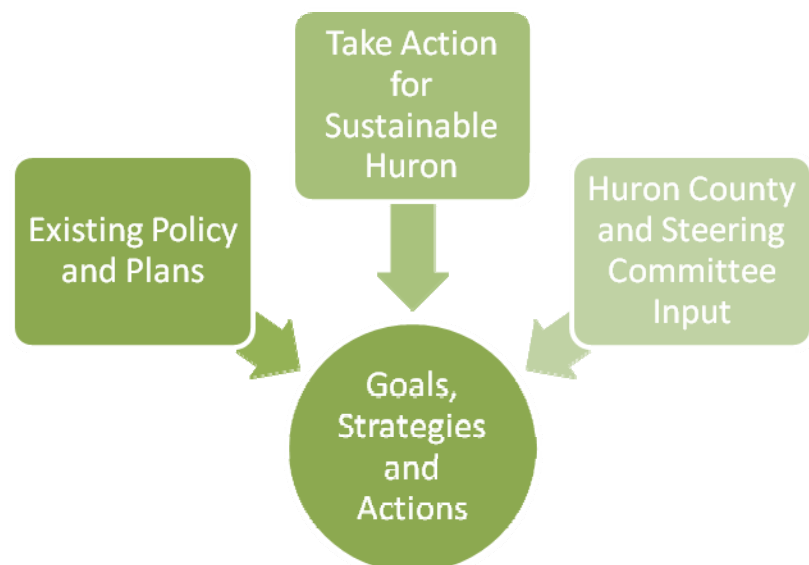 Take Action
for
Sustainable
Huron
Existing Policy
and Plans
Huron County
and Steering
Committee
Input
Goals,
Strategies
and
Actions